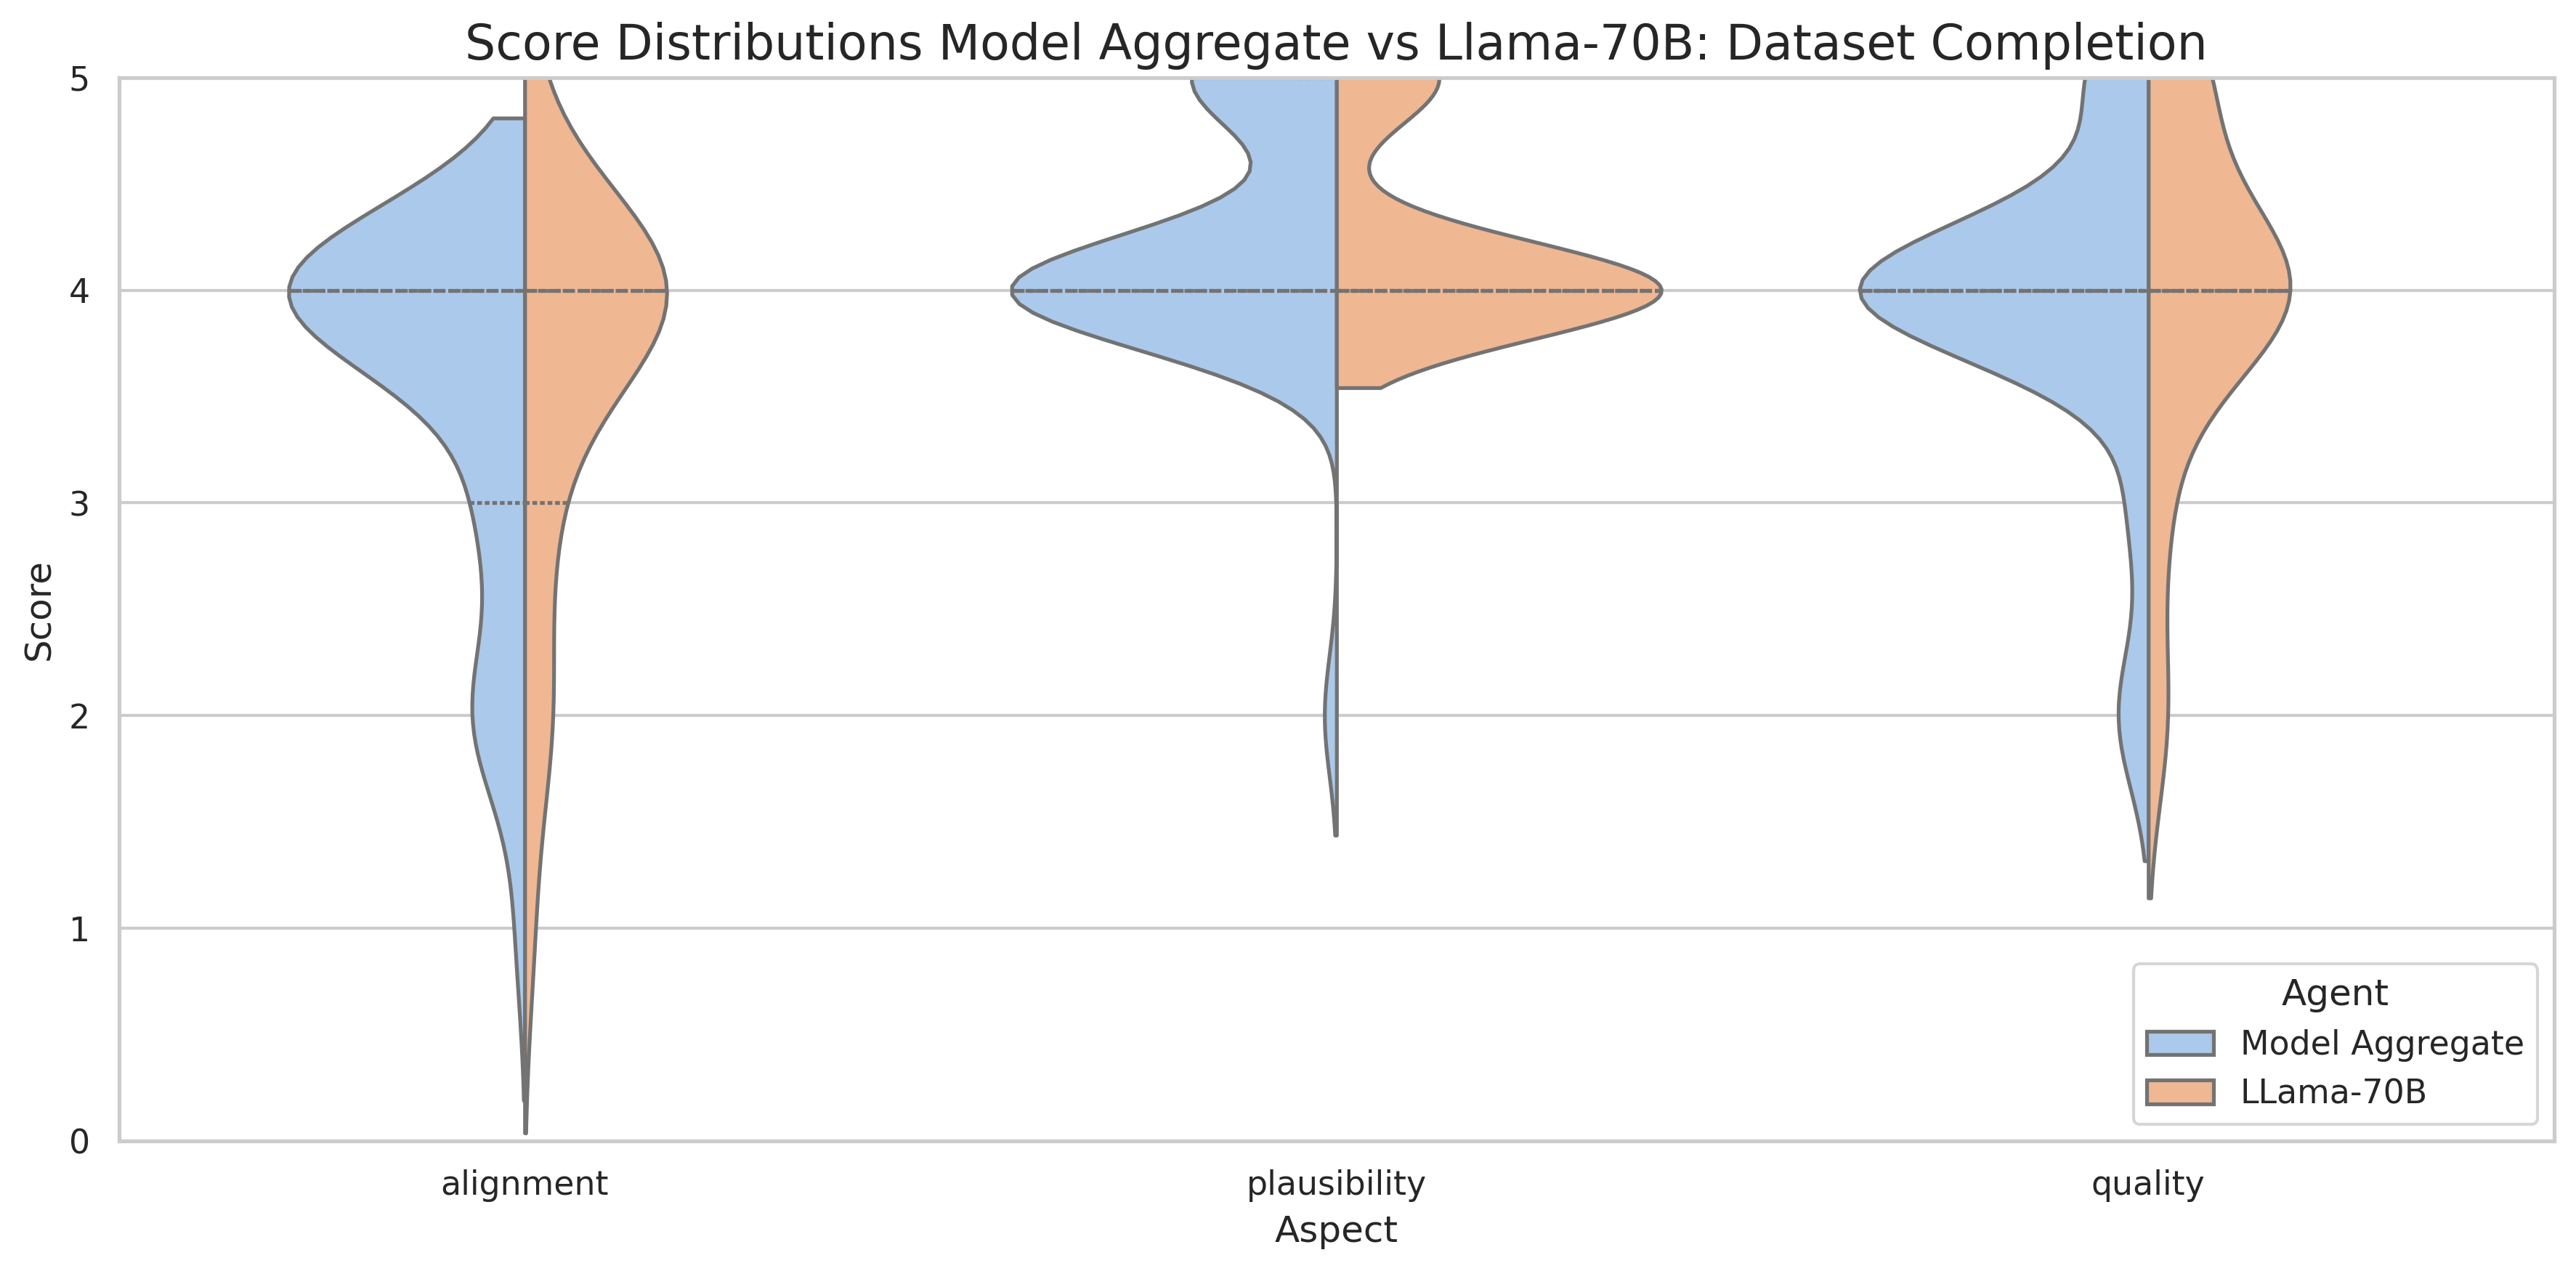 Score Distributions Model Aggregate vs Llama-70B: Dataset Completion
5
4
3
2
1
0
Score
alignment
plausibility
quality
Aspect
Agent
Model Aggregate
LLama-70B